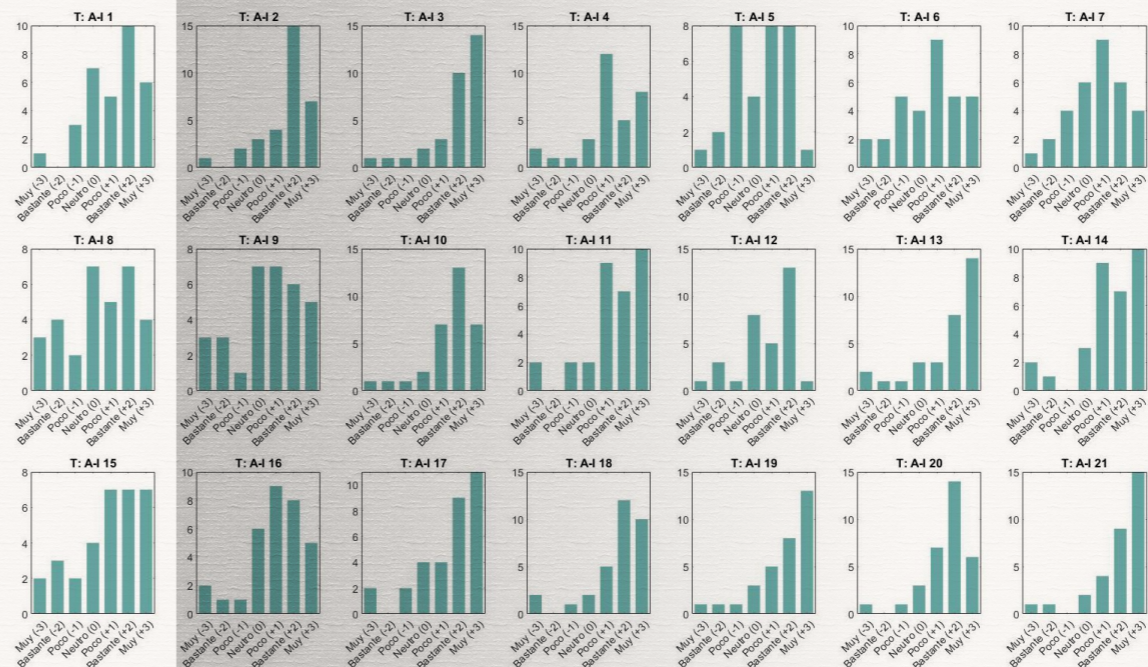 T: A-I 1
10
8
6
4
2
0
Muy (-3) Bastante (-2) Poco (-1) Neutro (0) Poco (+1) Bastante (+2) Muy (+3)
T: A-I 2
15
10
5
0
Muy (-3) Bastante (-2) Poco (-1) Neutro (0) Poco (+1) Bastante (+2) Muy (+3)
T: A-I 3
15
10
5
0
Muy (-3) Bastante (-2) Poco (-1) Neutro (0) Poco (+1) Bastante (+2) Muy (+3)
T: A-I 4
15
10
5
0
Muy (-3) Bastante (-2) Poco (-1) Neutro (0) Poco (+1) Bastante (+2) Muy (+3)
T: A-I 5
8
6
4
2
0
Muy (-3) Bastante (-2) Poco (-1) Neutro (0) Poco (+1) Bastante (+2) Muy (+3)
T: A-I 6
10
8
6
4
2
0
Muy (-3) Bastante (-2) Poco (-1) Neutro (0) Poco (+1) Bastante (+2) Muy (+3)
T: A-I 7
10
8
6
4
2
0
Muy (-3) Bastante (-2) Poco (-1) Neutro (0) Poco (+1) Bastante (+2) Muy (+3)
T: A-I 8
8
6
4
2
0
Muy (-3) Bastante (-2) Poco (-1) Neutro (0) Poco (+1) Bastante (+2) Muy (+3)
T: A-I 9
8
6
4
2
0
Muy (-3) Bastante (-2) Poco (-1) Neutro (0) Poco (+1) Bastante (+2) Muy (+3)
T: A-I 10
15
10
5
0
Muy (-3) Bastante (-2) Poco (-1) Neutro (0) Poco (+1) Bastante (+2) Muy (+3)
T: A-I 11
10
8
6
4
2
0
Muy (-3) Bastante (-2) Poco (-1) Neutro (0) Poco (+1) Bastante (+2) Muy (+3)
T: A-I 12
15
10
5
0
Muy (-3) Bastante (-2) Poco (-1) Neutro (0) Poco (+1) Bastante (+2) Muy (+3)
T: A-I 13
15
10
5
0
Muy (-3) Bastante (-2) Poco (-1) Neutro (0) Poco (+1) Bastante (+2) Muy (+3)
T: A-I 14
10
8
6
4
2
0
Muy (-3) Bastante (-2) Poco (-1) Neutro (0) Poco (+1) Bastante (+2) Muy (+3)
T: A-I 15
8
6
4
2
0
Muy (-3) Bastante (-2) Poco (-1) Neutro (0) Poco (+1) Bastante (+2) Muy (+3)
T: A-I 16
10
8
6
4
2
0
Muy (-3) Bastante (-2) Poco (-1) Neutro (0) Poco (+1) Bastante (+2) Muy (+3)
T: A-I 17
10
8
6
4
2
0
Muy (-3) Bastante (-2) Poco (-1) Neutro (0) Poco (+1) Bastante (+2) Muy (+3)
T: A-I 18
15
10
5
0
Muy (-3) Bastante (-2) Poco (-1) Neutro (0) Poco (+1) Bastante (+2) Muy (+3)
T: A-I 19
15
10
5
0
Muy (-3) Bastante (-2) Poco (-1) Neutro (0) Poco (+1) Bastante (+2) Muy (+3)
T: A-I 20
15
10
5
0
Muy (-3) Bastante (-2) Poco (-1) Neutro (0) Poco (+1) Bastante (+2) Muy (+3)
T: A-I 21
15
10
5
0
Muy (-3) Bastante (-2) Poco (-1) Neutro (0) Poco (+1) Bastante (+2) Muy (+3)